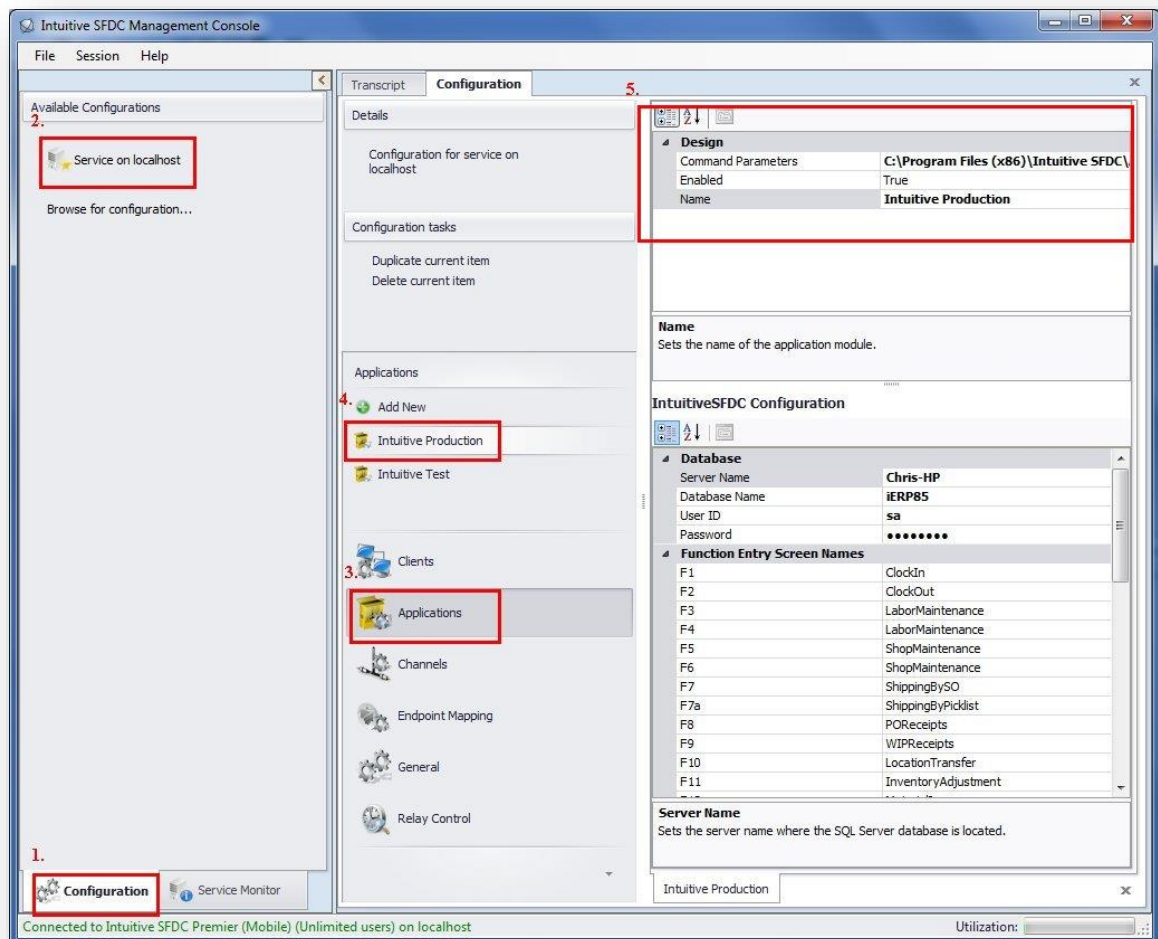 Intuitive SFDC Management Console
File Session Help
Available Configurations
2.
Service on localhost
Browse for configuration...
1.
Configuration
Service Monitor
Transcript
Configuration
Details
Configuration for service on
localhost
Configuration tasks
Duplicate current item
Delete current item
Applications
4.
Add New
Intuitive Production
Intuitive Test
Clients
3.
Applications
Channels
Endpoint Mapping
General
Relay Control
5.
Design
Command Parameters C:\Program Files (x86)\Intuitive SFDC\
Enabled True
Name Intuitive Production
Name
Sets the name of the application module.
IntuitiveSFDC Configuration
Database
Server Name Chris-HP
Database Name iERP85
User ID sa
Password ●●●●●●●●
Function Entry Screen Names
F1 ClockIn
F2 ClockOut
F3 LaborMaintenance
F4 LaborMaintenance
F5 ShopMaintenance
F6 ShopMaintenance
F7 ShippingBySO
F7a ShippingByPicklist
F8 POReceipts
F9 WIPReceipts
F10 LocationTransfer
F11 InventoryAdjustment
Server Name
Sets the server name where the SQL Server database is located.
Intuitive Production
Connected to Intuitive SFDC Premier (Mobile) (Unlimited users) on localhost
Utilization: